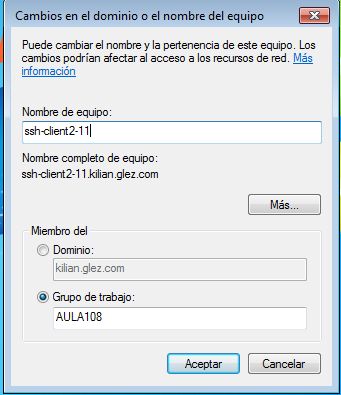 Cambios en el dominio o el nombre del equipo
Puede cambiar el nombre y la pertenencia de este equipo. Los
cambios podrían afectar al acceso a los recursos de red. Más
información
Nombre de equipo:
ssh-client2-11
Nombre completo de equipo:
ssh-client2-11.kilian.glez.com
Más...
Miembro del
Dominio:
kilian.glez.com
Grupo de trabajo:
AULA108
Aceptar
Cancelar